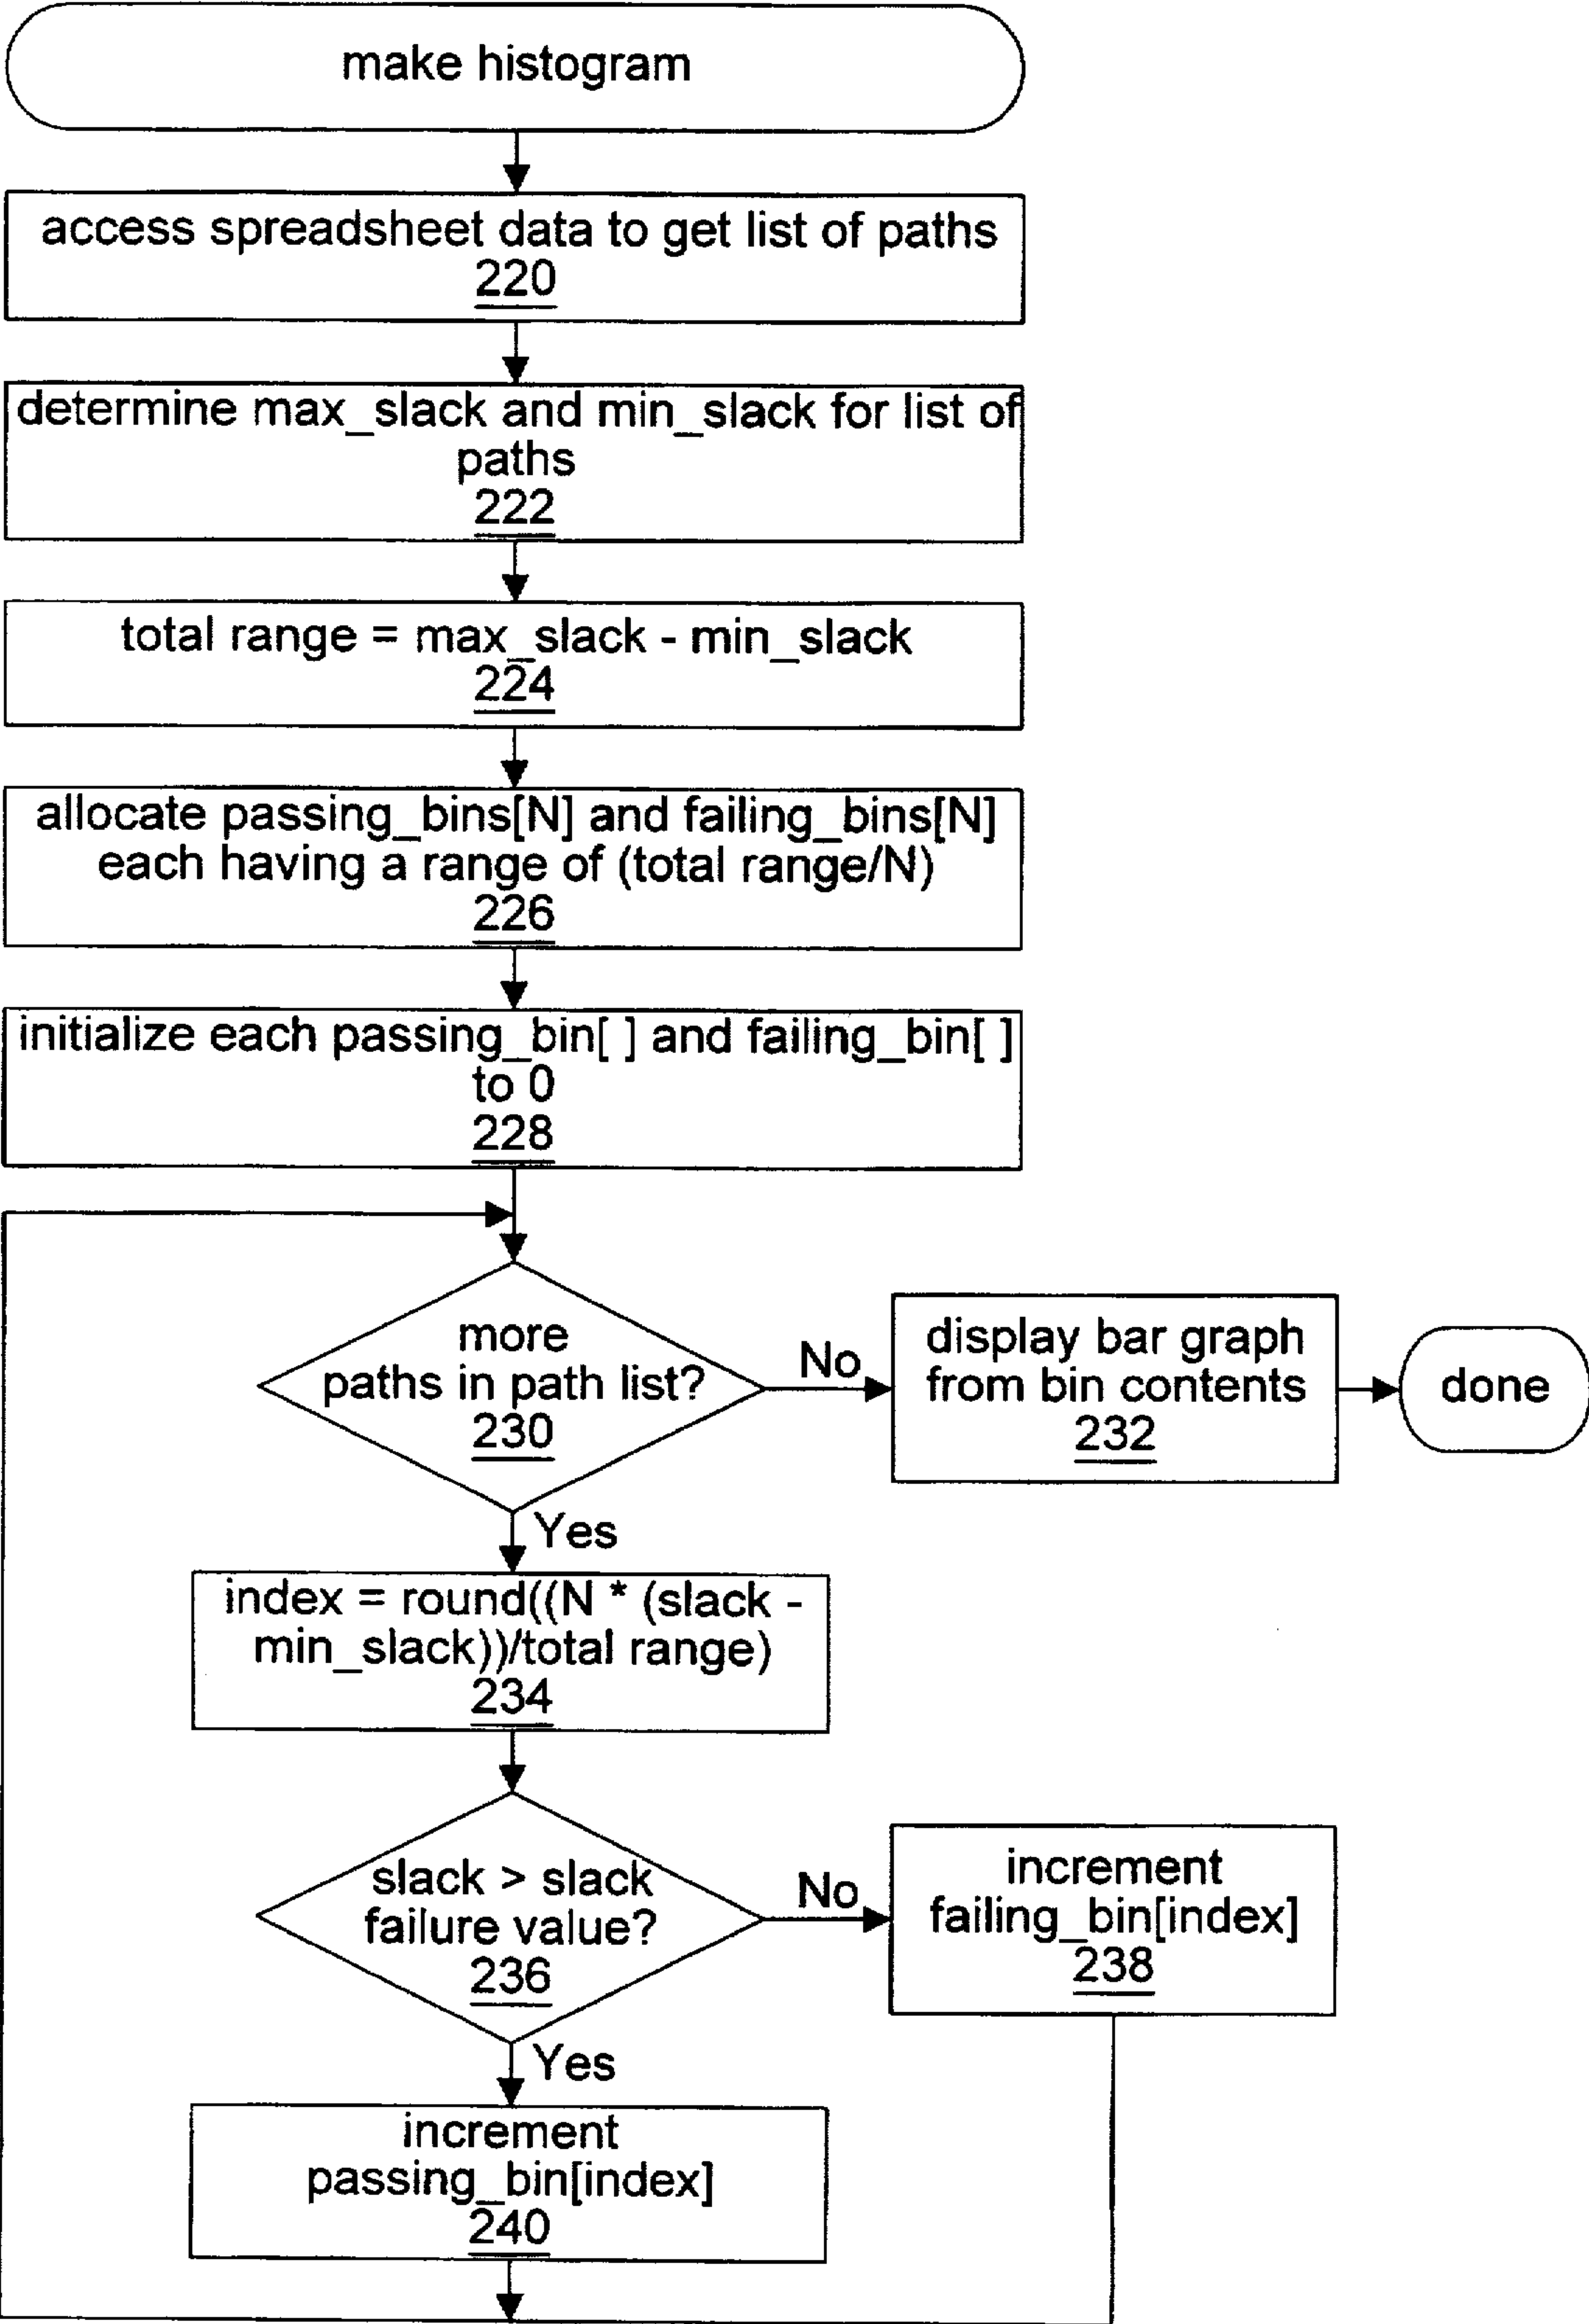 make histogram
access spreadsheet data to get list of paths
220
determine max_slack and min_slack for list of
paths
222
total range = max_slack - min_slack
224
allocate passing_bins[N] and failing_bins[N]
each having a range of (total range/N)
226
initialize each passing_bin[ ] and failing_bin[ ]
to 0
228
more
paths in path list?
230
No
display bar graph
from bin contents
232
done
Yes
index = round((N * (slack -
min_slack))/total range)
234
slack > slack
failure value?
236
No
increment
failing_bin[index]
238
Yes
increment
passing_bin[index]
240